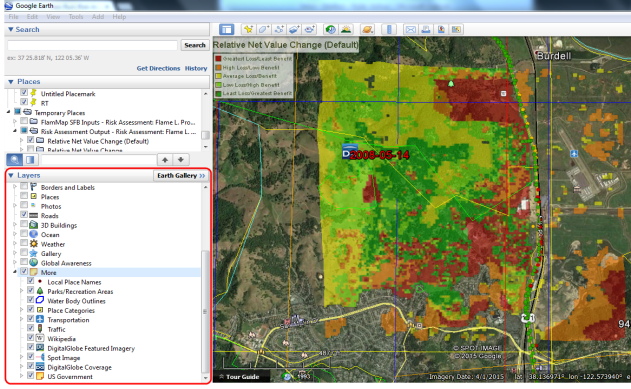 Google Earth
File Edit View Tools Add Help
Search
Search
ex: 37 25.818' N, 122 05.36' W
Get Directions History
Places
Untitled Placemark
RT
Temporary Places
FlamMap SFB Inputs - Risk Assessment: Flame L. Pro...
Risk Assessment Output - Risk Assessment: Flame L. ...
Relative Net Value Change (Default)
Relative Net Value Change
Layers
Earth Gallery >>
Borders and Labels
Places
Photos
Roads
3D Buildings
Ocean
Weather
Gallery
Global Awareness
More
Local Place Names
Parks/Recreation Areas
Water Body Outlines
Place Categories
Transportation
Traffic
Wikipedia
DigitalGlobe Featured Imagery
Spot Image
DigitalGlobe Coverage
US Government
Relative Net Value Change (Default)
Greatest Loss/Least Benefit
High Loss/Low Benefit
Average Loss/Benefit
Low Loss/High Benefit
Least Loss/Greatest Benefit
Burdell
2008-05-14
94
© SPOT IMAGE
© 2015 Google
Tour Guide
1993
Imagery Date: 4/1/2015 lat 38.136971° lon -122.573940° e